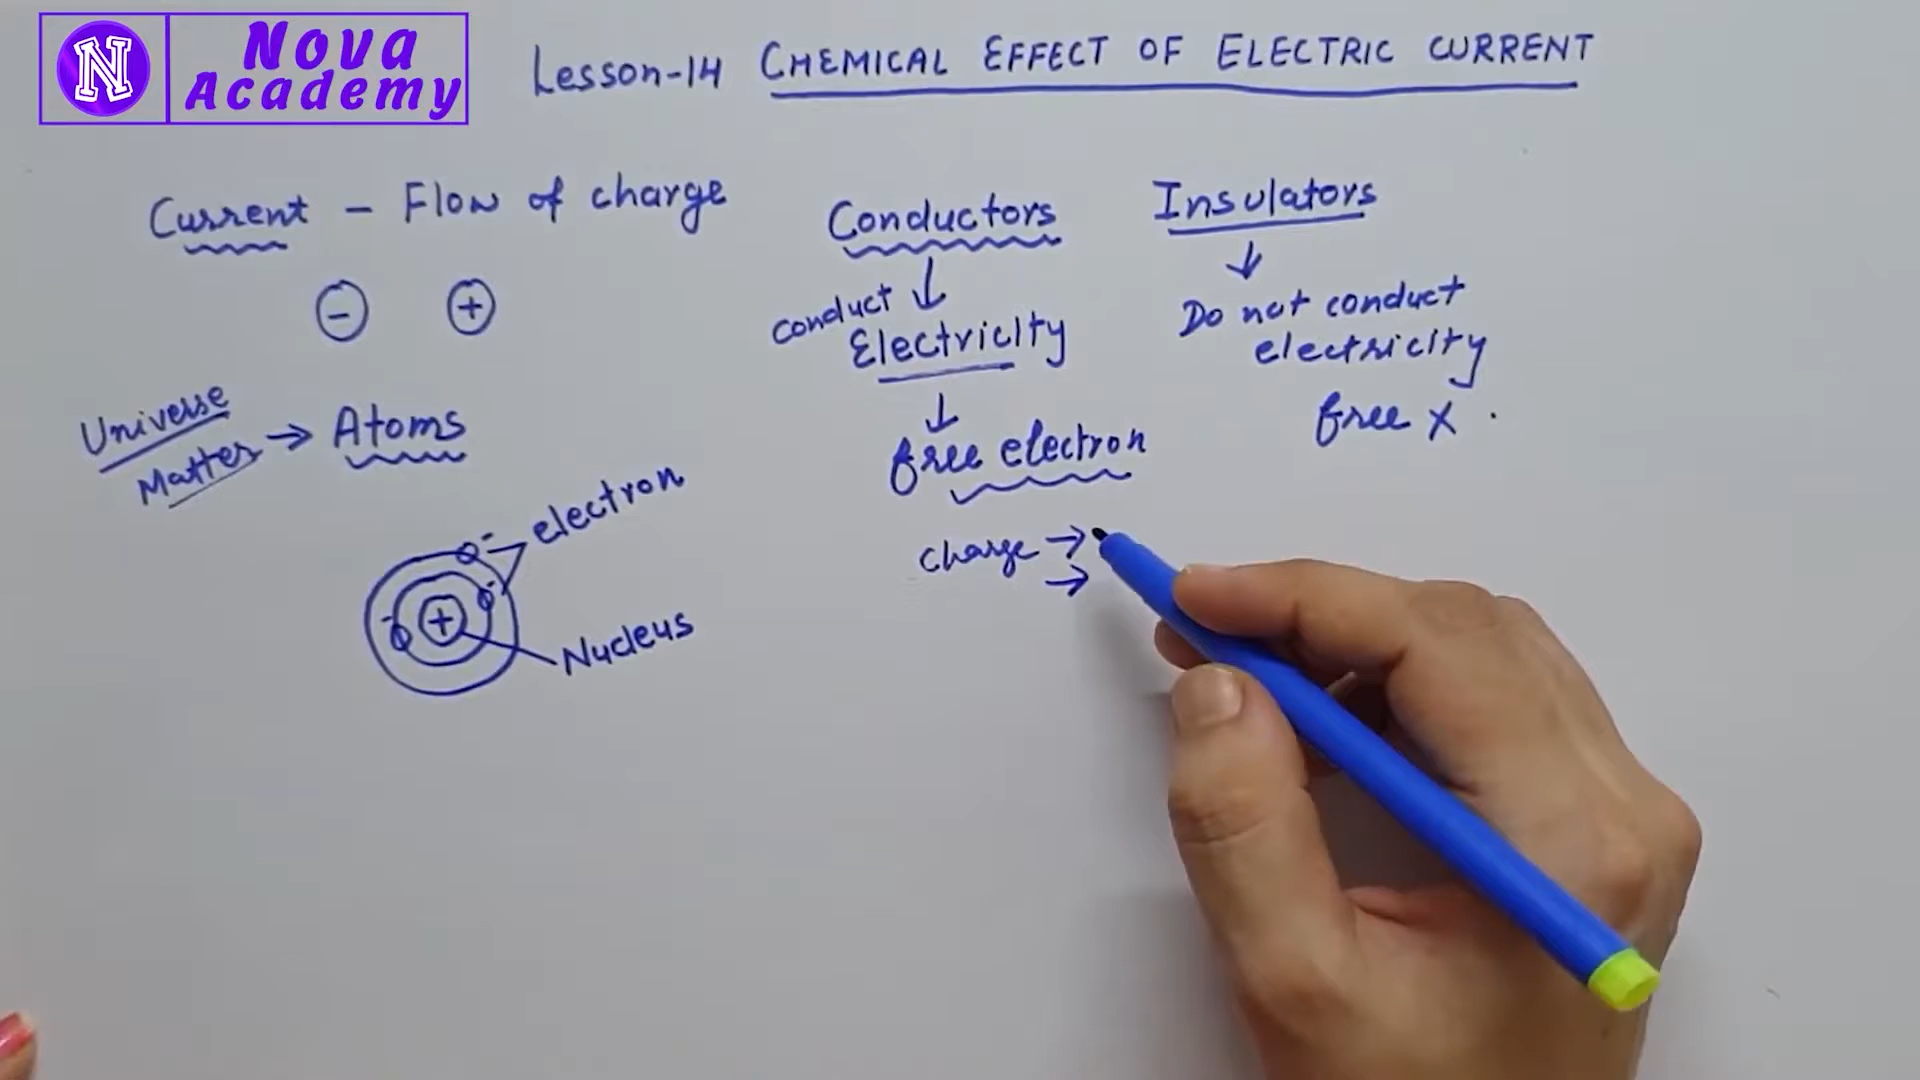 N
Nova
Academy
Lesson-14 CHEMICAL EFFECT OF ELECTRIC CURRENT
Current - Flow of charge
- +
Universe
Matter → Atoms
electron
- - -
+
Nucleus
Conductors
↓
conduct
Electricity
↓
free electron
charge →
→
Insulators
↓
Do not conduct
electricity
free X .